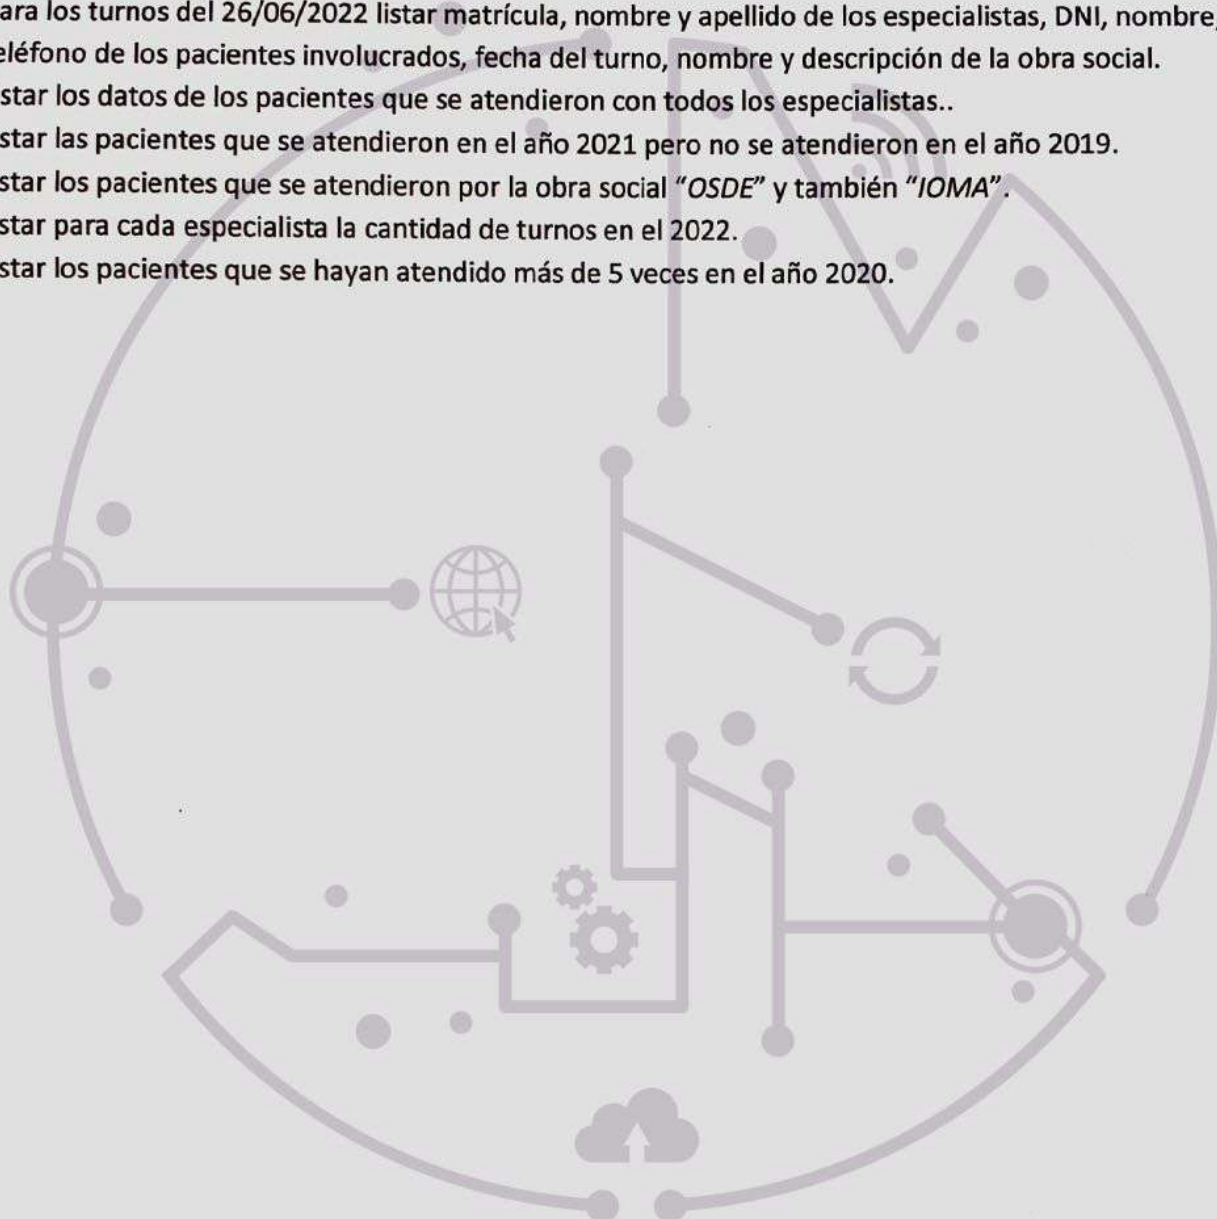 ara los turnos del 26/06/2022 listar matrícula, nombre y apellido de los especialistas, DNI, nombre,
eléfono de los pacientes involucrados, fecha del turno, nombre y descripción de la obra social.
star los datos de los pacientes que se atendieron con todos los especialistas..
star las pacientes que se atendieron en el año 2021 pero no se atendieron en el año 2019.
star los pacientes que se atendieron por la obra social “OSDE” y también “IOMA”.
star para cada especialista la cantidad de turnos en el 2022.
star los pacientes que se hayan atendido más de 5 veces en el año 2020.